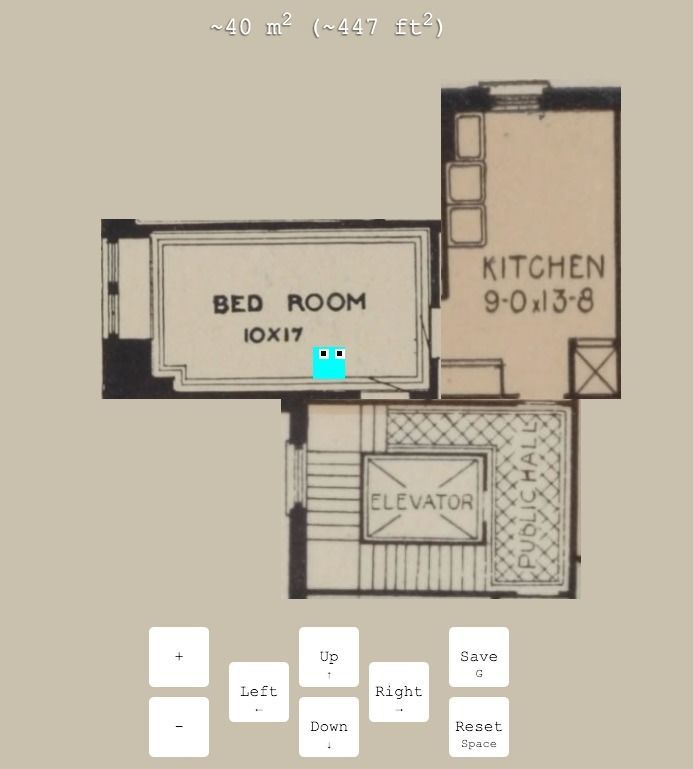 ~40 m² (~447 ft²)
KITCHEN
9-0x13-8
BED ROOM
10X17
ELEVATOR
PUBLIC HALL
+
Up
↑
Save
G
Left
←
Right
→
-
Down
↓
Reset
Space